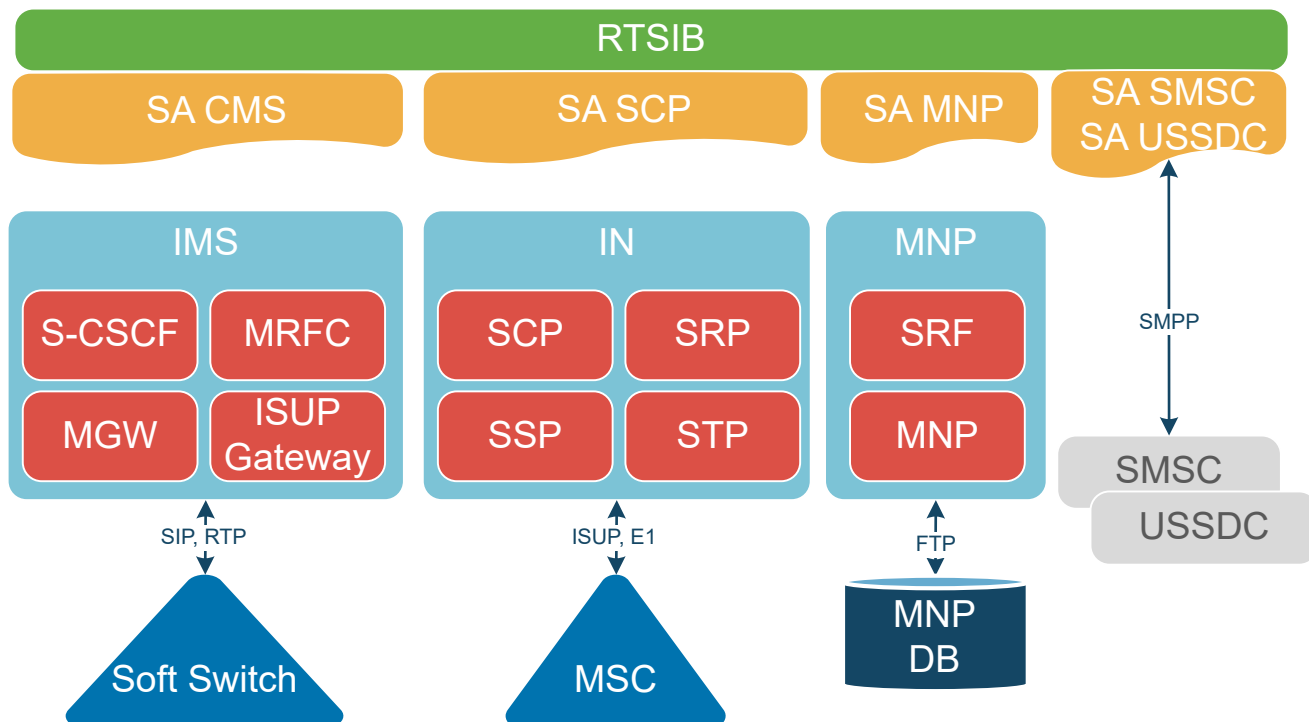 RTSIB
SA CMS
SA SCP
SA MNP
SA SMSC
SA USSDC
IMS
IN
MNP
S-CSCF
MRFC
SCP
SRP
SRF
SMPP
MGW
ISUP
Gateway
SSP
STP
MNP
SMSC
USSDC
SIP, RTP
ISUP, E1
FTP
MNP
DB
Soft Switch
MSC